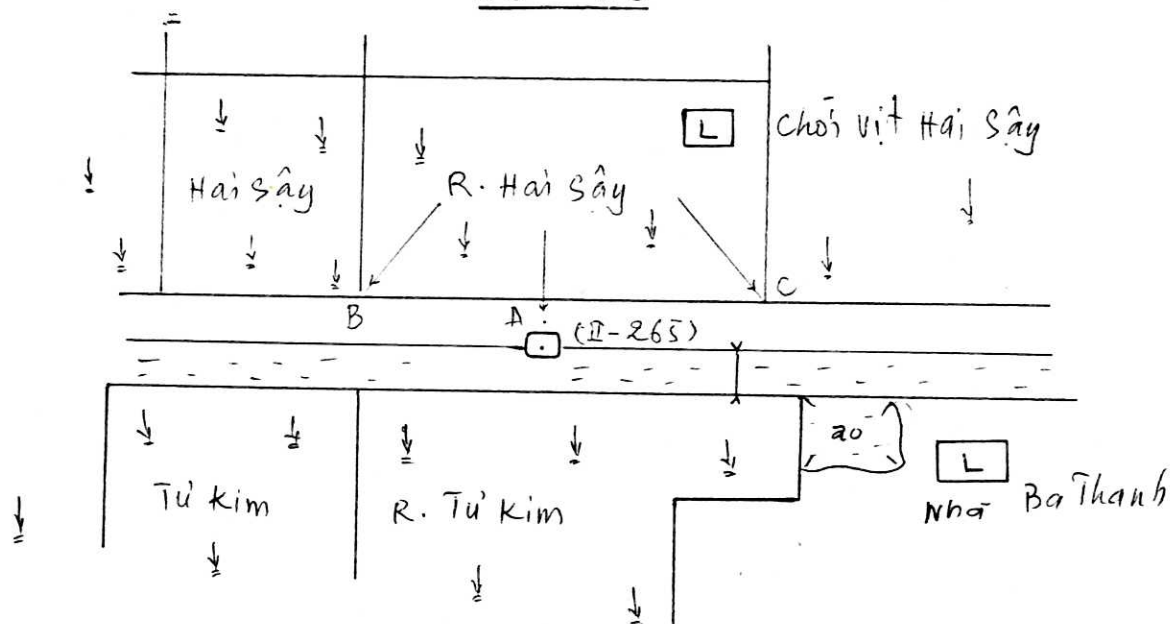 L
Chòi vịt Hai Sậy
Hai Sậy
R. Hai Sậy
C
B
A
(II-265)
ao
L
Tư Kim
R. Tư Kim
Nhà Ba Thanh